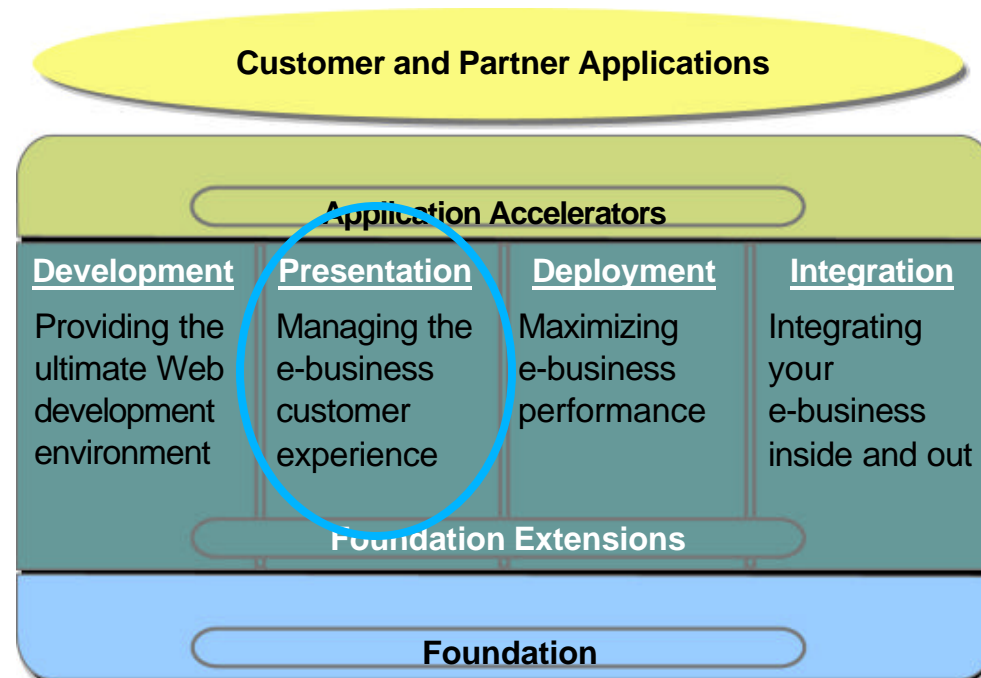 Customer and Partner Applications
Application Accelerators
Development
Providing the
ultimate Web
development
environment
Presentation
Managing the
e-business
customer
experience
Deployment
Maximizing
e-business
performance
Integration
Integrating
your
e-business
inside and out
Foundation Extensions
Foundation